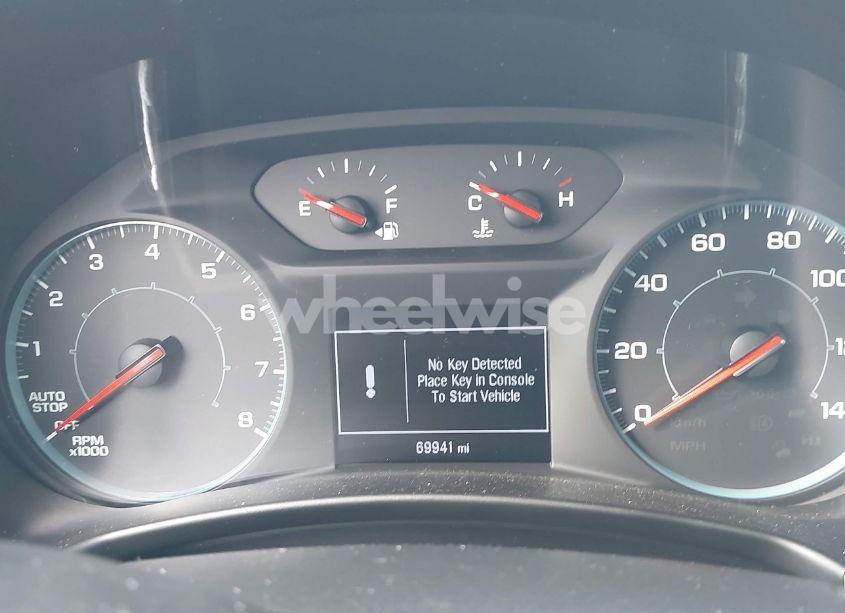 E
F
C
H
1
2
3
4
5
6
7
8
AUTO
STOP
OFF
RPM
x1000
wheelwise
No Key Detected
Place Key in Console
To Start Vehicle
69941 mi
0
20
40
60
80
100
km/h
MPH